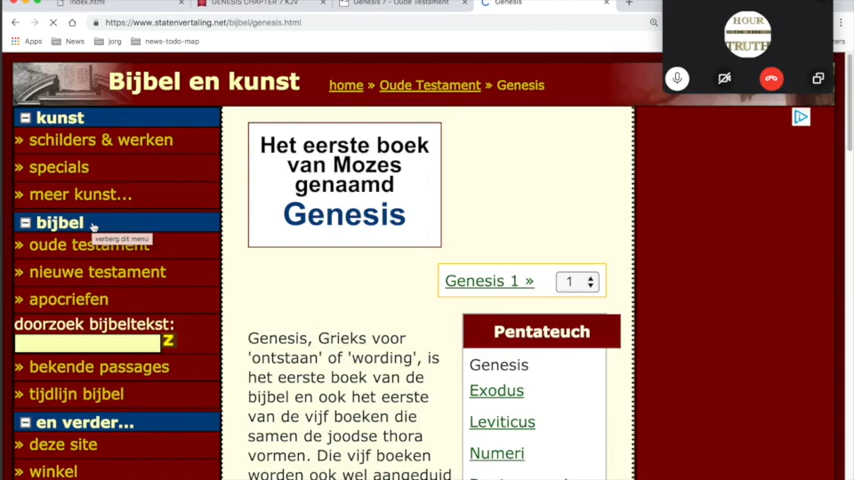 index.html
GENESIS CHAPTER 7 KJV
Genesis 7 - Oude Testament
Genesis
https://www.statenvertaling.net/bijbel/genesis.html
Apps
News
jorg
news-todo-map
HOUR
TRUTH
Bijbel en kunst
home » Oude Testament » Genesis
kunst
» schilders & werken
» specials
» meer kunst...
bijbel
verberg dit menu
» oude testament
» nieuwe testament
» apocriefen
doorzoek bijbeltekst:
Z
» bekende passages
» tijdlijn bijbel
en verder...
» deze site
» winkel
Het eerste boek
van Mozes
genaamd
Genesis
Genesis 1 »
1
Genesis, Grieks voor
'ontstaan' of 'wording', is
het eerste boek van de
bijbel en ook het eerste
van de vijf boeken die
samen de joodse thora
vormen. Die vijf boeken
worden ook wel aangeduid
Pentateuch
Genesis
Exodus
Leviticus
Numeri